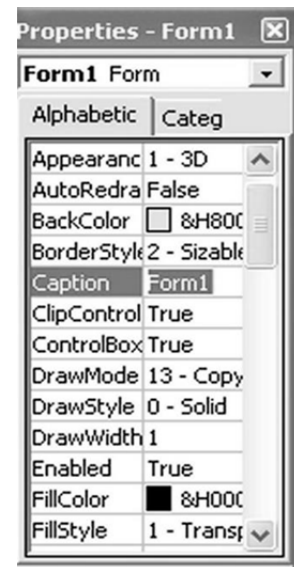 Properties - Form1
Form1 Form
Alphabetic Categ
Appearanc 1 - 3D
AutoRedra False
BackColor &H800
BorderStyle 2 - Sizable
Caption Form1
ClipControl True
ControlBox True
DrawMode 13 - Copy
DrawStyle 0 - Solid
DrawWidth 1
Enabled True
FillColor &H000
FillStyle 1 - Transp